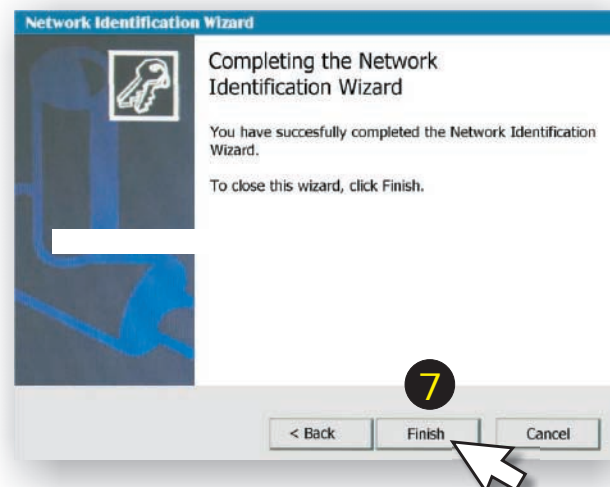 Network Identification Wizard
Completing the Network
Identification Wizard
You have succesfully completed the Network Identification
Wizard.
To close this wizard, click Finish.
7
< Back Finish Cancel